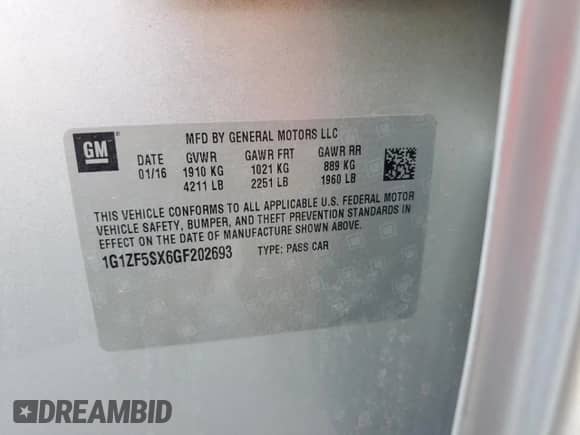 GM
MFD BY GENERAL MOTORS LLC
DATE GVWR GAWR FRT GAWR RR
01/16 1910 KG 1021 KG 889 KG
4211 LB 2251 LB 1960 LB
THIS VEHICLE CONFORMS TO ALL APPLICABLE U.S. FEDERAL MOTOR
VEHICLE SAFETY, BUMPER, AND THEFT PREVENTION STANDARDS IN
EFFECT ON THE DATE OF MANUFACTURE SHOWN ABOVE.
1G1ZF5SX6GF202693 TYPE: PASS CAR
DREAMBID